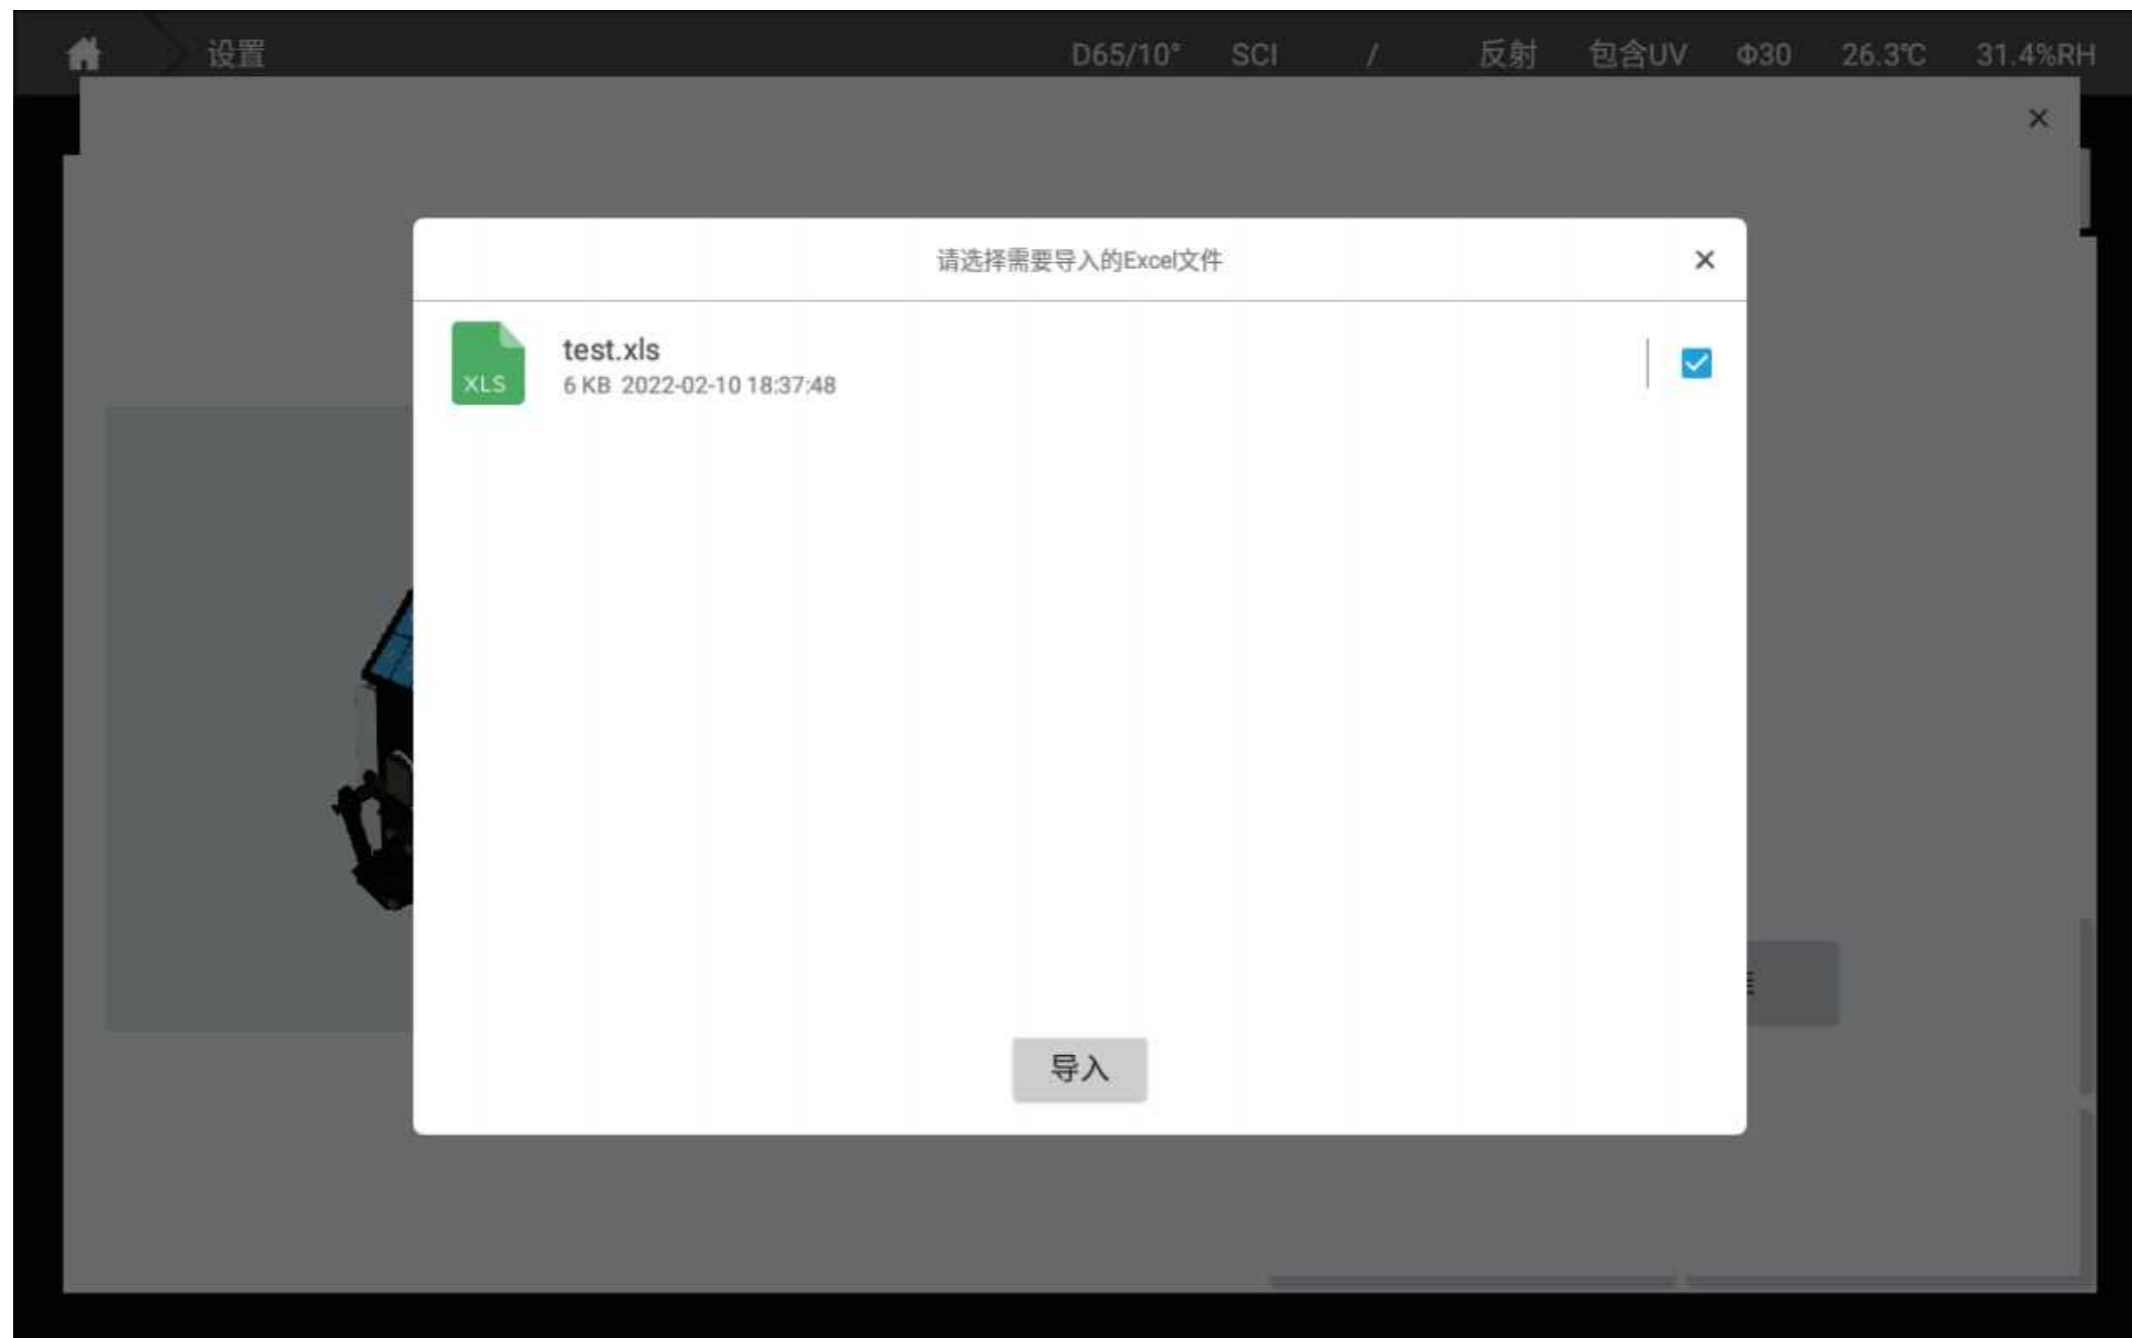 设置 D65/10° SCI / 反射 包含UV Φ30 26.3℃ 31.4%RH
请选择需要导入的Excel文件
test.xls
XLS
6 KB 2022-02-10 18:37:48
导入